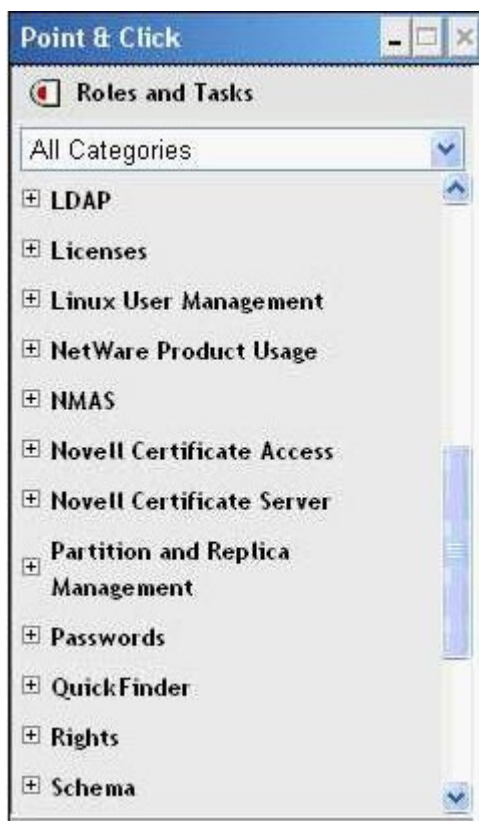 Point & Click
Roles and Tasks
All Categories
LDAP
Licenses
Linux User Management
NetWare Product Usage
NMAS
Novell Certificate Access
Novell Certificate Server
Partition and Replica
Management
Passwords
QuickFinder
Rights
Schema